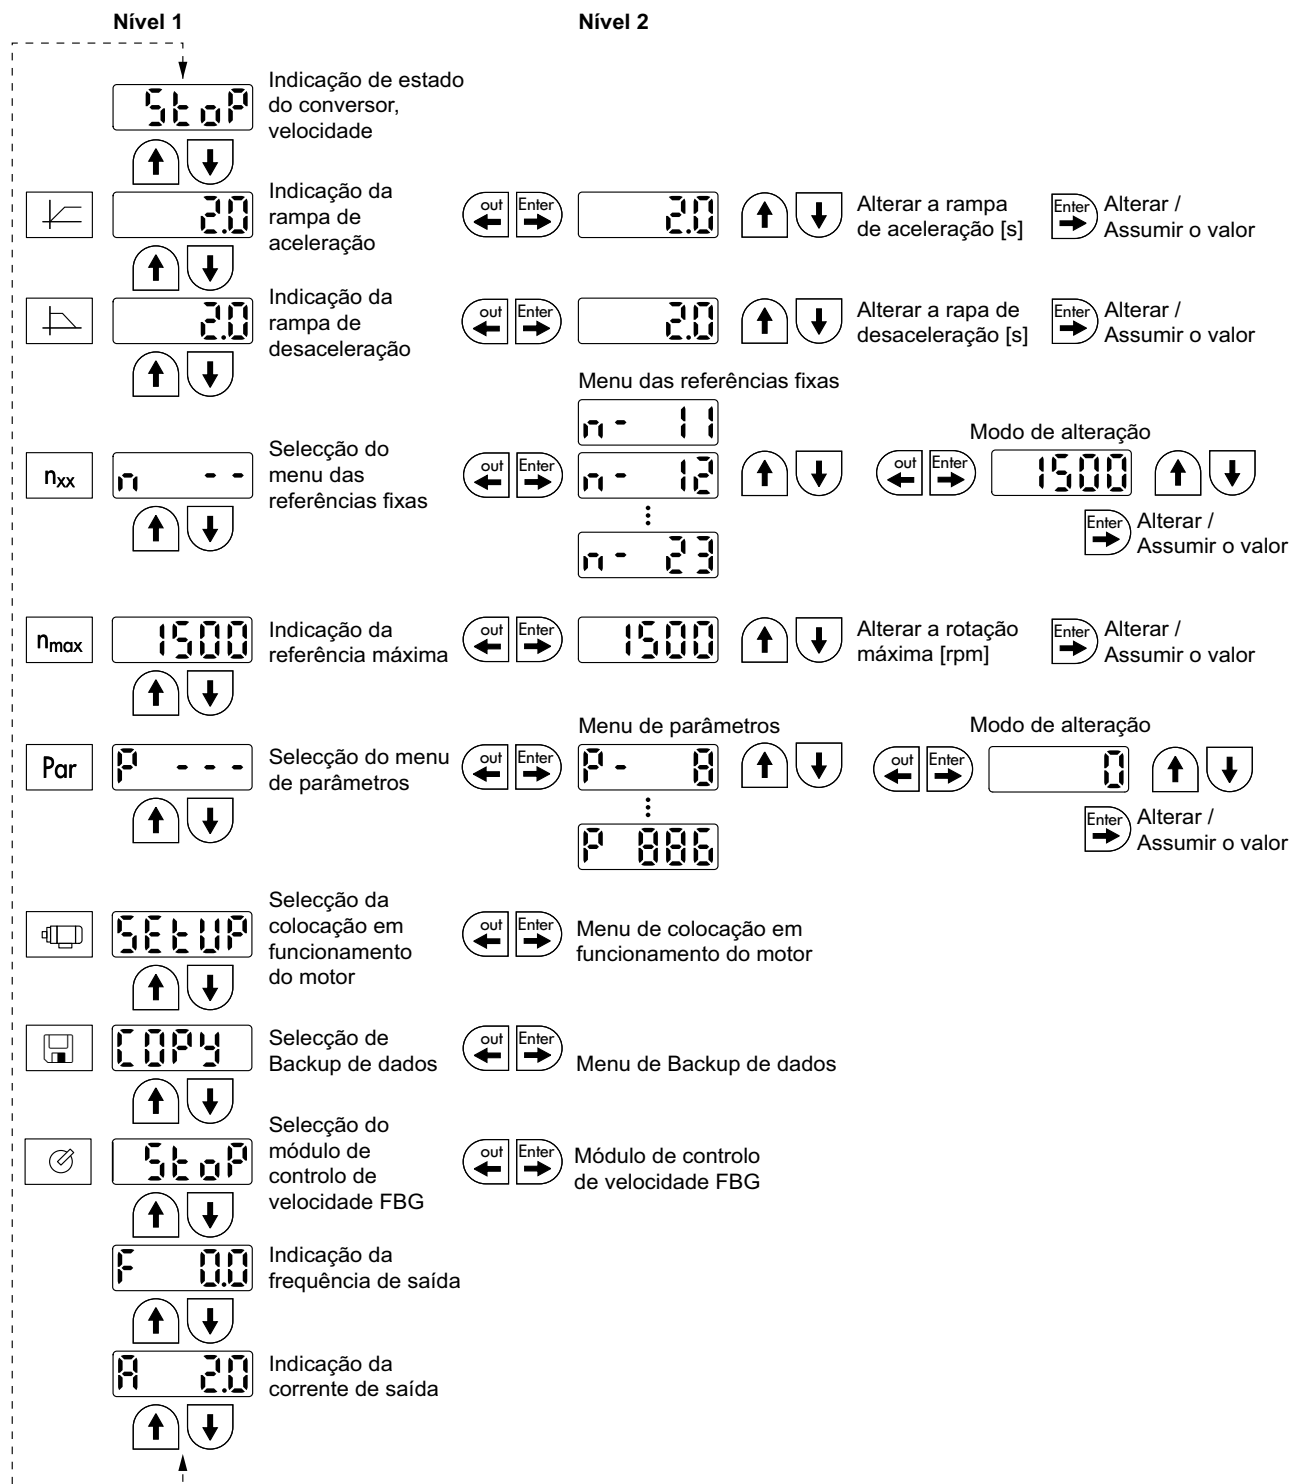 Nível 1
Nível 2
StoP
Indicação de estado
do conversor,
velocidade
2.0
Indicação da
rampa de
aceleração
out
Enter
2.0
Alterar a rampa
de aceleração [s]
Enter
Alterar /
Assumir o valor
2.0
Indicação da
rampa de
desaceleração
out
Enter
2.0
Alterar a rapa de
desaceleração [s]
Enter
Alterar /
Assumir o valor
Menu das referências fixas
n- 11
nxx
n --
Selecção do
menu das
referências fixas
out
Enter
n- 12
n- 23
Modo de alteração
out
Enter
1500
Enter
Alterar /
Assumir o valor
nmax
1500
Indicação da
referência máxima
out
Enter
1500
Alterar a rotação
máxima [rpm]
Enter
Alterar /
Assumir o valor
Menu de parâmetros
Par
P ---
Selecção do menu
de parâmetros
out
Enter
P- 8
P 886
Modo de alteração
out
Enter
0
Enter
Alterar /
Assumir o valor
SEtUP
Selecção da
colocação em
funcionamento
do motor
out
Enter
Menu de colocação em
funcionamento do motor
COPY
Selecção de
Backup de dados
out
Enter
Menu de Backup de dados
StoP
Selecção do
módulo de
controlo de
velocidade FBG
out
Enter
Módulo de controlo
de velocidade FBG
F 0.0
Indicação da
frequência de saída
A 2.0
Indicação da
corrente de saída